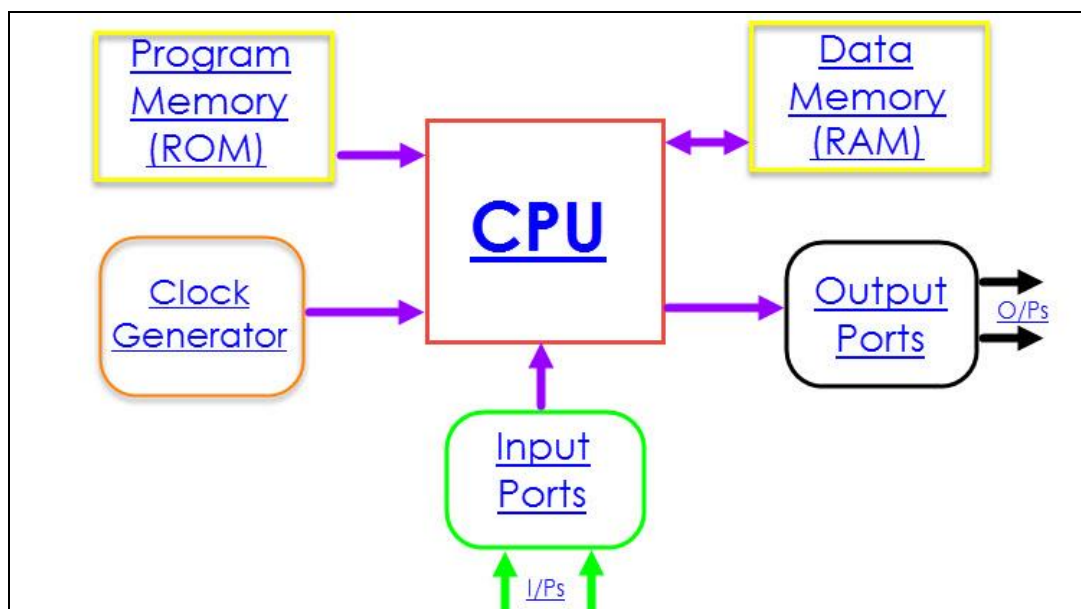 Program
Memory
(ROM)
Data
Memory
(RAM)
CPU
Clock
Generator
Output
Ports
O/Ps
Input
Ports
I/Ps